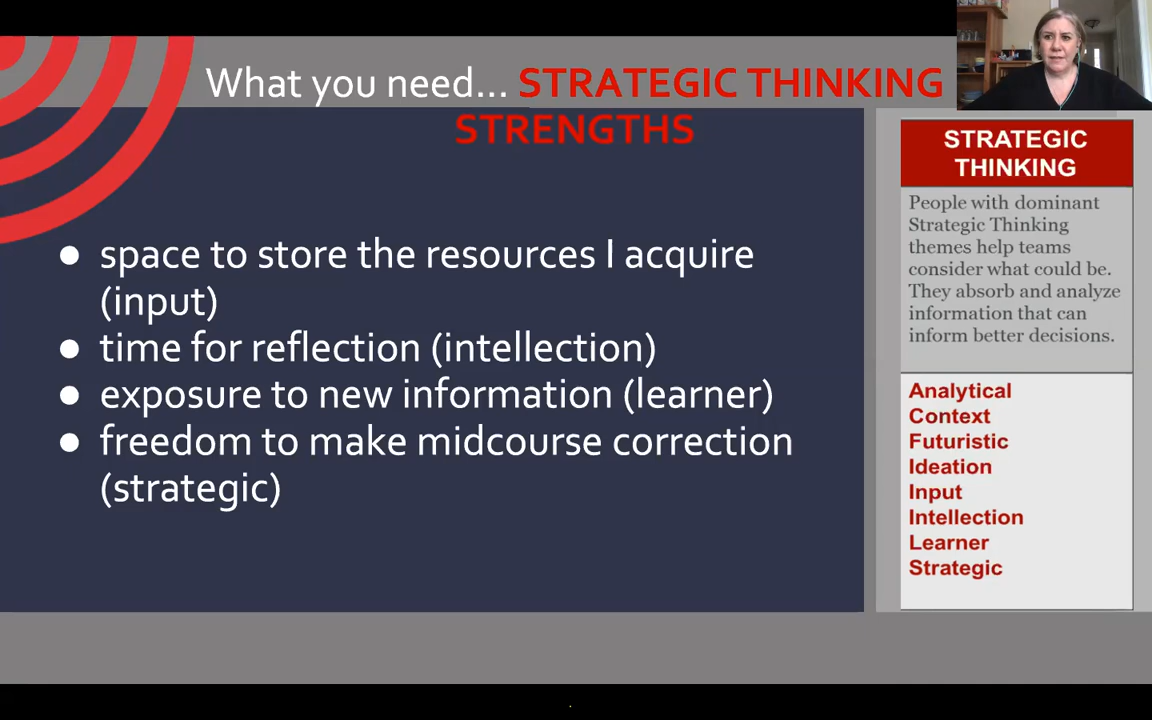 What you need... STRATEGIC THINKING
STRENGTHS
● space to store the resources I acquire
(input)
● time for reflection (intellection)
● exposure to new information (learner)
● freedom to make midcourse correction
(strategic)
STRATEGIC
THINKING
People with dominant
Strategic Thinking
themes help teams
consider what could be.
They absorb and analyze
information that can
inform better decisions.
Analytical
Context
Futuristic
Ideation
Input
Intellection
Learner
Strategic